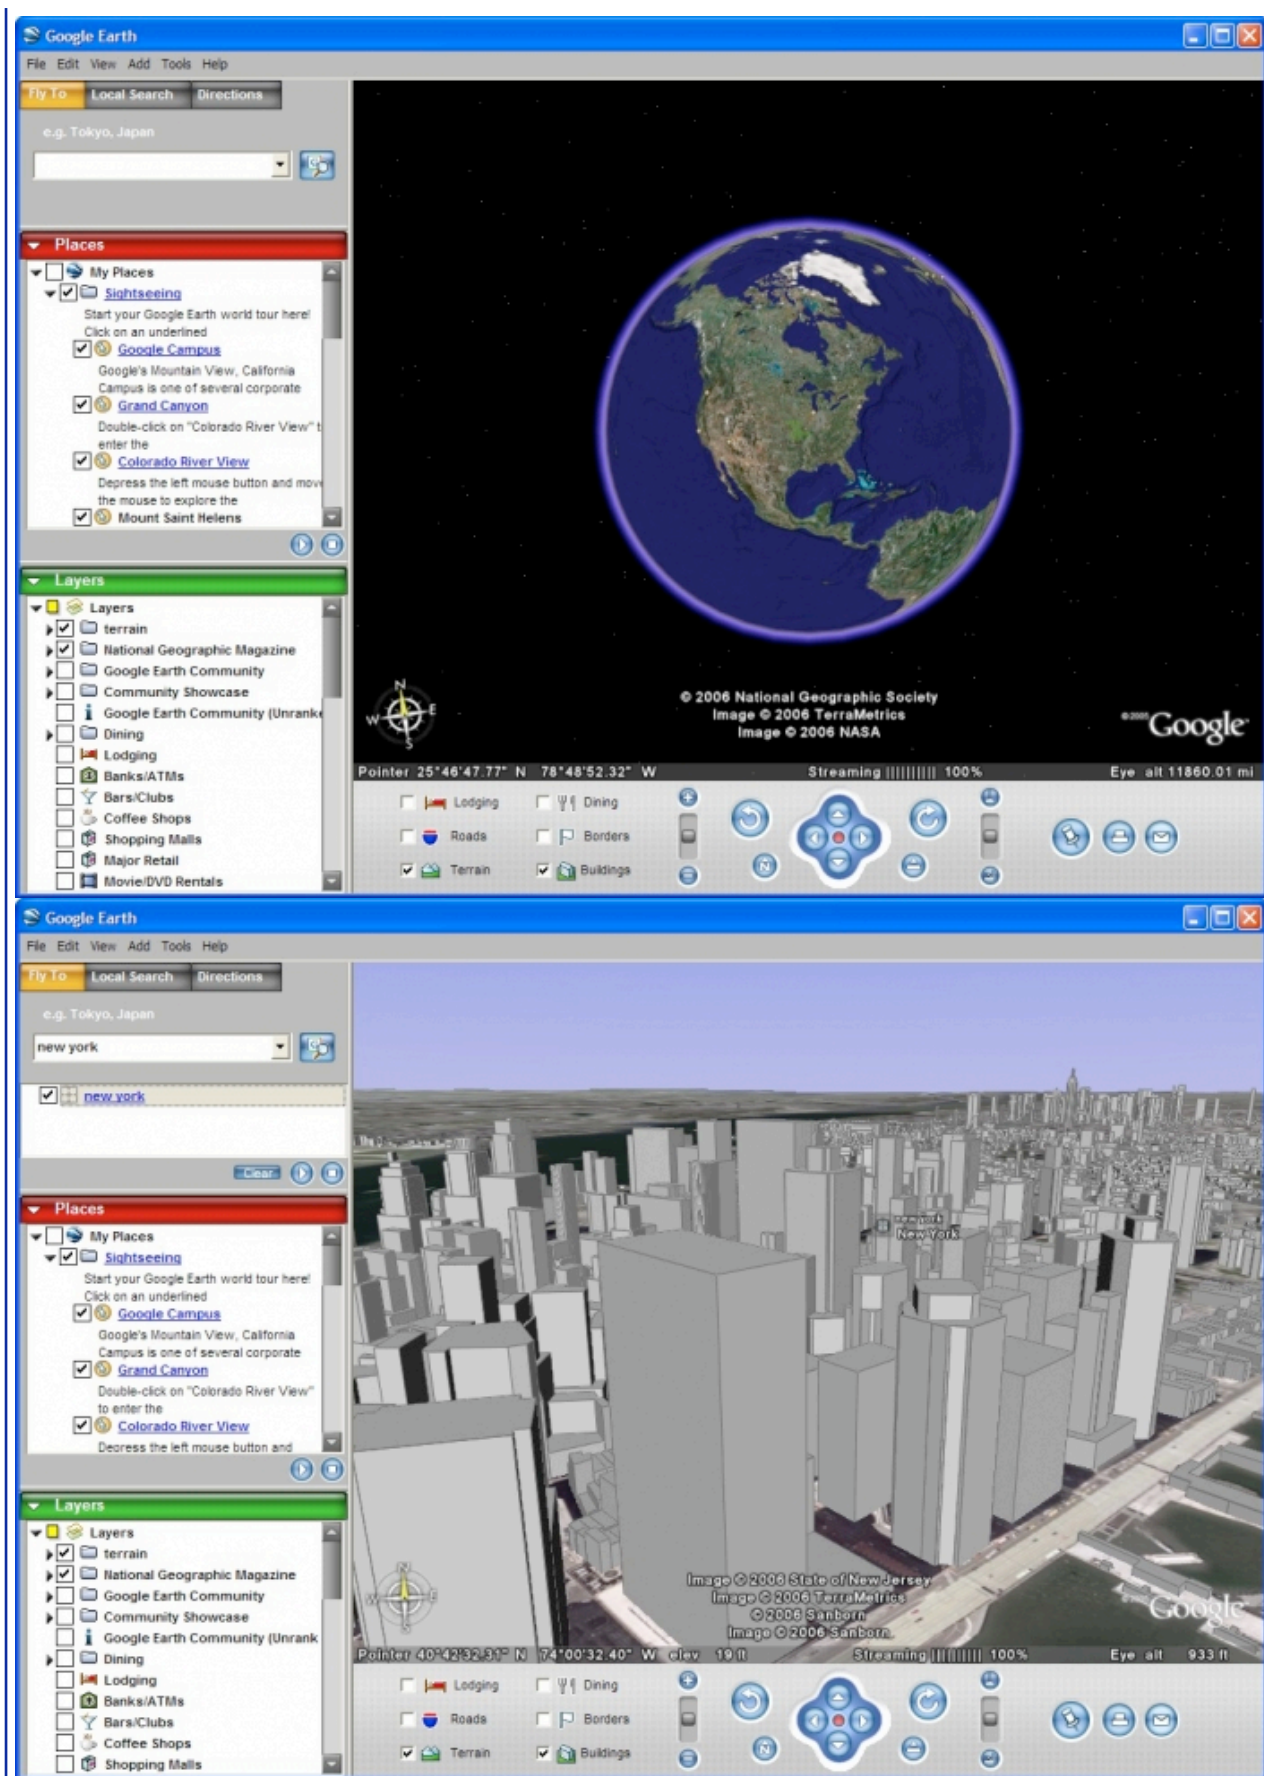 Google Earth
File Edit View Add Tools Help
Fly To Local Search Directions
e.g. Tokyo, Japan
Places
My Places
Sightseeing
Start your Google Earth world tour here!
Click on an underlined
Google Campus
Google's Mountain View, California
Campus is one of several corporate
Grand Canyon
Double-click on "Colorado River View" t
enter the
Colorado River View
Depress the left mouse button and mov
the mouse to explore the
Mount Saint Helens
Layers
Layers
terrain
National Geographic Magazine
Google Earth Community
Community Showcase
Google Earth Community (Unranke
Dining
Lodging
Banks/ATMs
Bars/Clubs
Coffee Shops
Shopping Malls
Major Retail
Movie/DVD Rentals
N
W E
S
© 2006 National Geographic Society
Image © 2006 TerraMetrics
Image © 2006 NASA
Google
Pointer 25°46'47.77" N 78°48'52.32" W Streaming |||||||||| 100% Eye alt 11860.01 mi
Lodging Dining
Roads Borders
Terrain Buildings
Google Earth
File Edit View Add Tools Help
Fly To Local Search Directions
e.g. Tokyo, Japan
new york
new york
Clear
Places
My Places
Sightseeing
Start your Google Earth world tour here!
Click on an underlined
Google Campus
Google's Mountain View, California
Campus is one of several corporate
Grand Canyon
Double-click on "Colorado River View"
to enter the
Colorado River View
Depress the left mouse button and
Layers
Layers
terrain
National Geographic Magazine
Google Earth Community
Community Showcase
Google Earth Community (Unrank
Dining
Lodging
Banks/ATMs
Bars/Clubs
Coffee Shops
Shopping Malls
new york
New York
N
W E
S
Image © 2006 State of New Jersey
Image © 2006 TerraMetrics
© 2006 Sanborn
Image © 2006 Sanborn
Google
Pointer 40°42'32.31" N 74°00'32.40" W elev 19 ft Streaming |||||||||| 100% Eye alt 933 ft
Lodging Dining
Roads Borders
Terrain Buildings